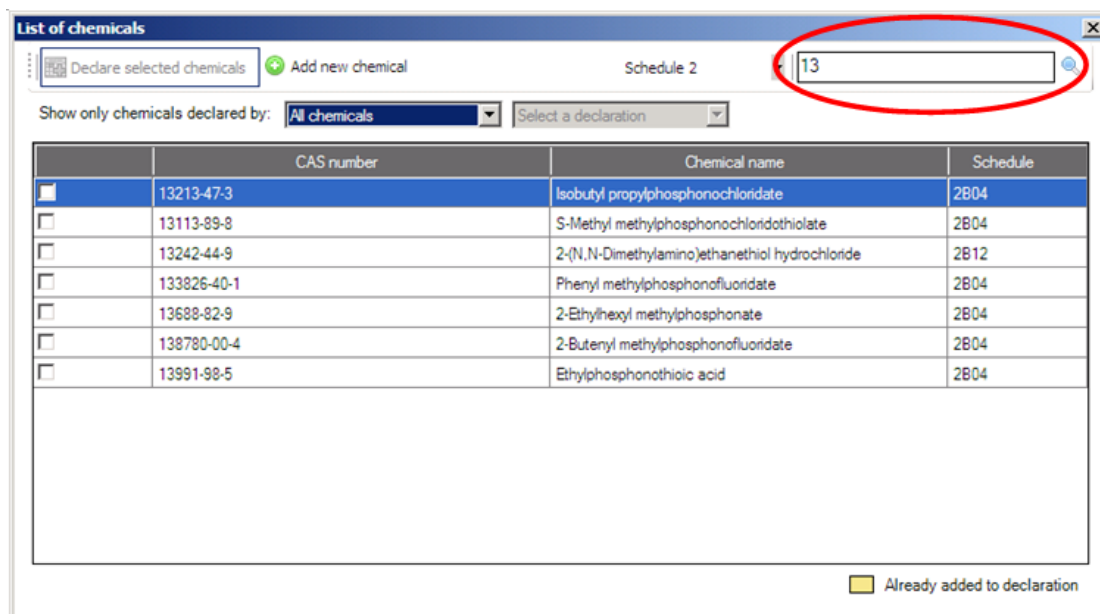 List of chemicals
Declare selected chemicals Add new chemical Schedule 2 13
Show only chemicals declared by: All chemicals Select a declaration
CAS number Chemical name Schedule
13213-47-3 Isobutyl propylphosphonochloridate 2B04
13113-89-8 S-Methyl methylphosphonochloridothiolate 2B04
13242-44-9 2-(N,N-Dimethylamino)ethanethiol hydrochloride 2B12
133826-40-1 Phenyl methylphosphonofluoridate 2B04
13688-82-9 2-Ethylhexyl methylphosphonate 2B04
138780-00-4 2-Butenyl methylphosphonofluoridate 2B04
13991-98-5 Ethylphosphonothioic acid 2B04
Already added to declaration